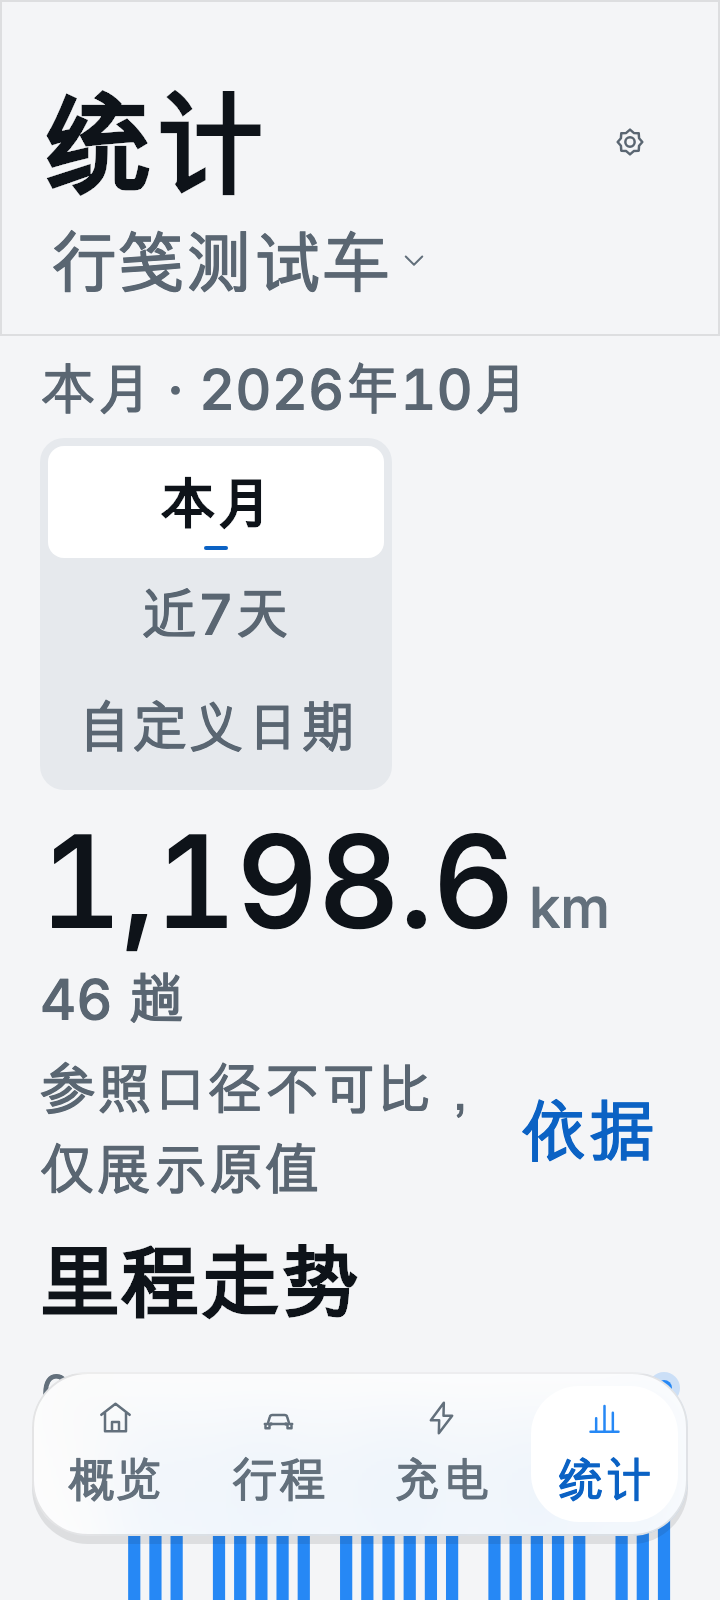 统计
行笺测试车
本月 · 2026年10月
本月
近7天
自定义日期
1,198.6 km
46 趟
参照口径不可比，
仅展示原值
依据
里程走势
概览
行程
充电
统计